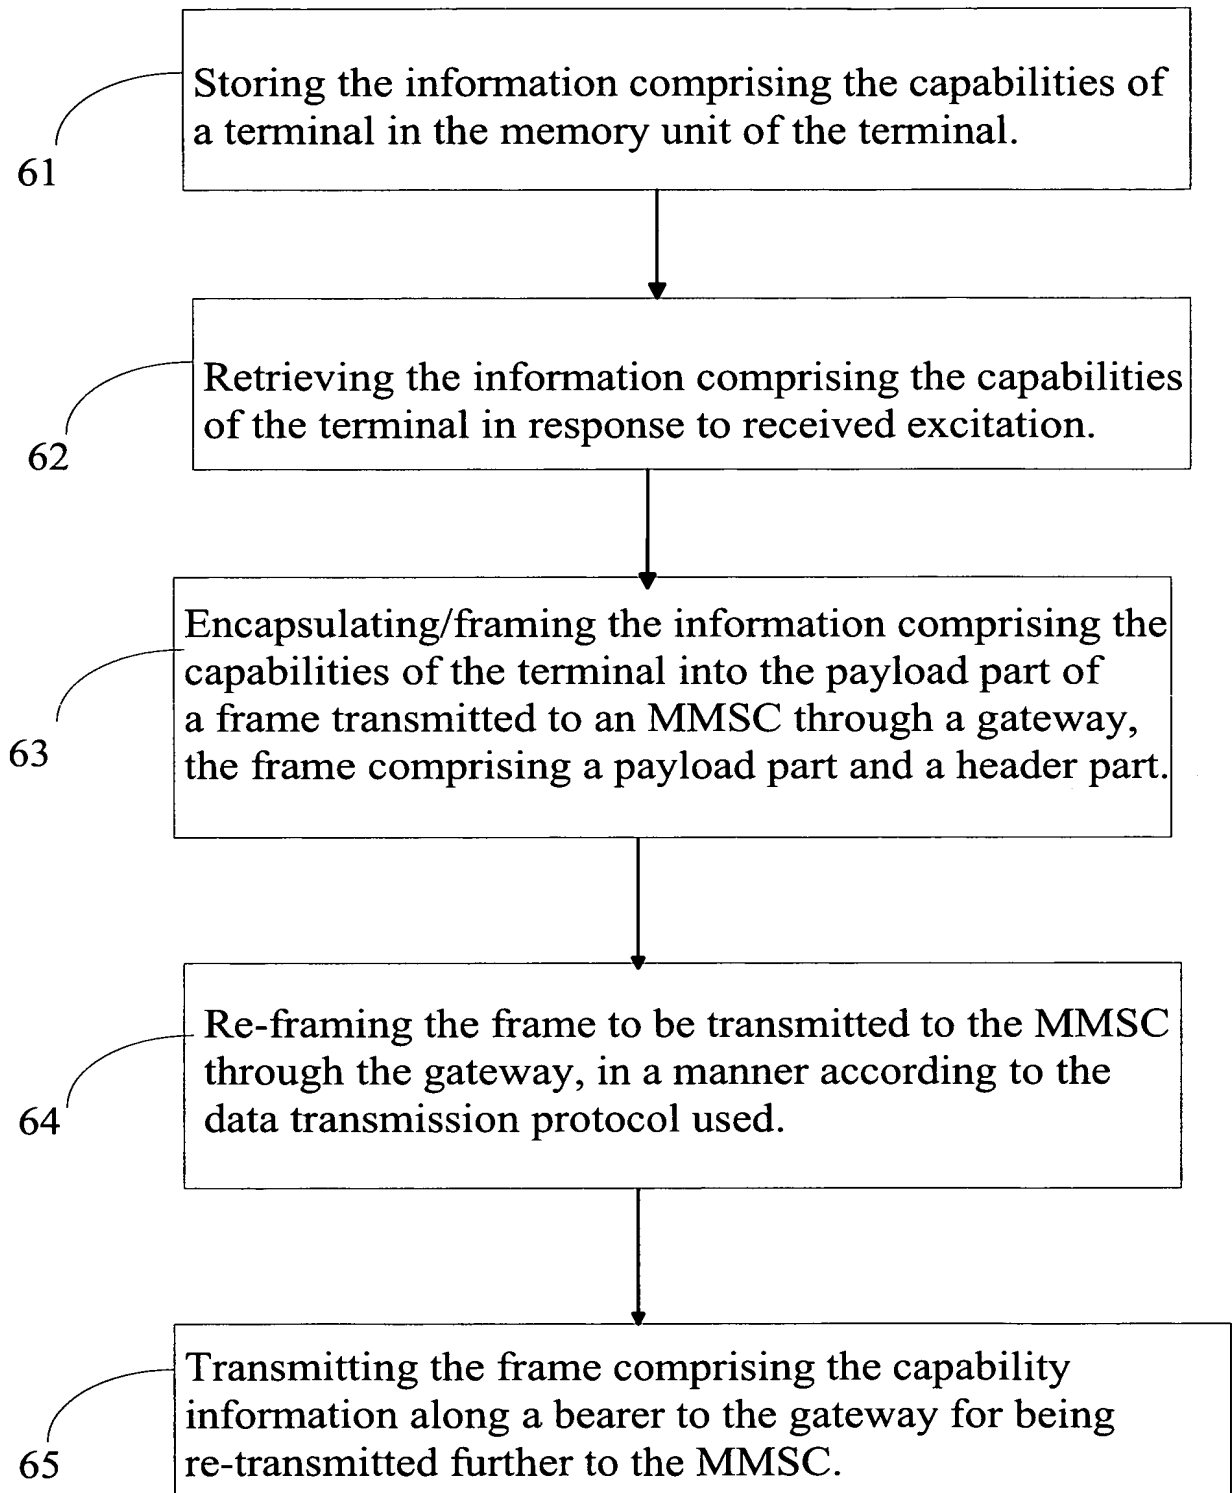 Storing the information comprising the capabilities of
a terminal in the memory unit of the terminal.
61
Retrieving the information comprising the capabilities
of the terminal in response to received excitation.
62
Encapsulating/framing the information comprising the
capabilities of the terminal into the payload part of
a frame transmitted to an MMSC through a gateway,
the frame comprising a payload part and a header part.
63
Re-framing the frame to be transmitted to the MMSC
through the gateway, in a manner according to the
data transmission protocol used.
64
Transmitting the frame comprising the capability
information along a bearer to the gateway for being
re-transmitted further to the MMSC.
65